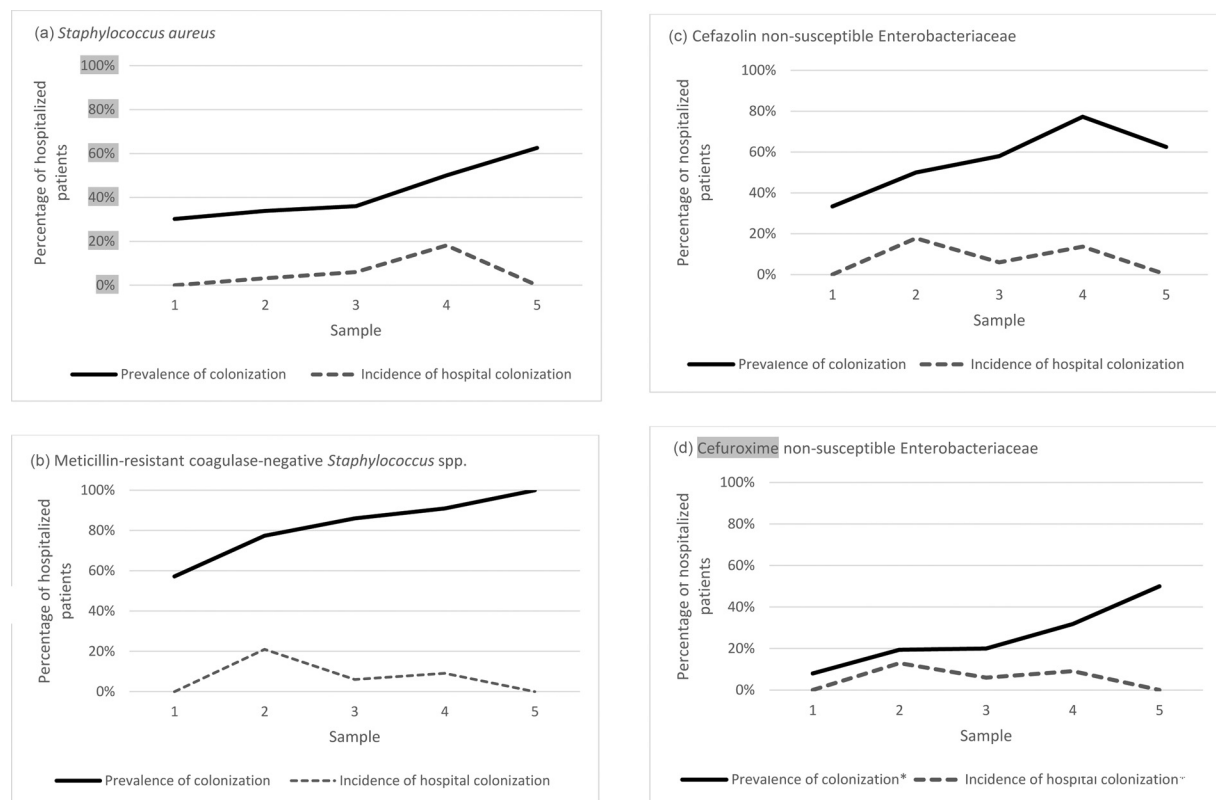 (a) Staphylococcus aureus
Percentage of hospitalized
patients
100%
80%
60%
40%
20%
0%
1 2 3 4 5
Sample
Prevalence of colonization Incidence of hospital colonization
(b) Meticillin-resistant coagulase-negative Staphylococcus spp.
Percentage of hospitalized
patients
100%
80%
60%
40%
20%
0%
1 2 3 4 5
Sample
Prevalence of colonization Incidence of hospital colonization
(c) Cefazolin non-susceptible Enterobacteriaceae
Percentage of hospitalized
patients
100%
80%
60%
40%
20%
0%
1 2 3 4 5
Sample
Prevalence of colonization Incidence of hospital colonization
(d) Cefuroxime non-susceptible Enterobacteriaceae
Percentage of hospitalized
patients
100%
80%
60%
40%
20%
0%
1 2 3 4 5
Sample
Prevalence of colonization* Incidence of hospital colonization*